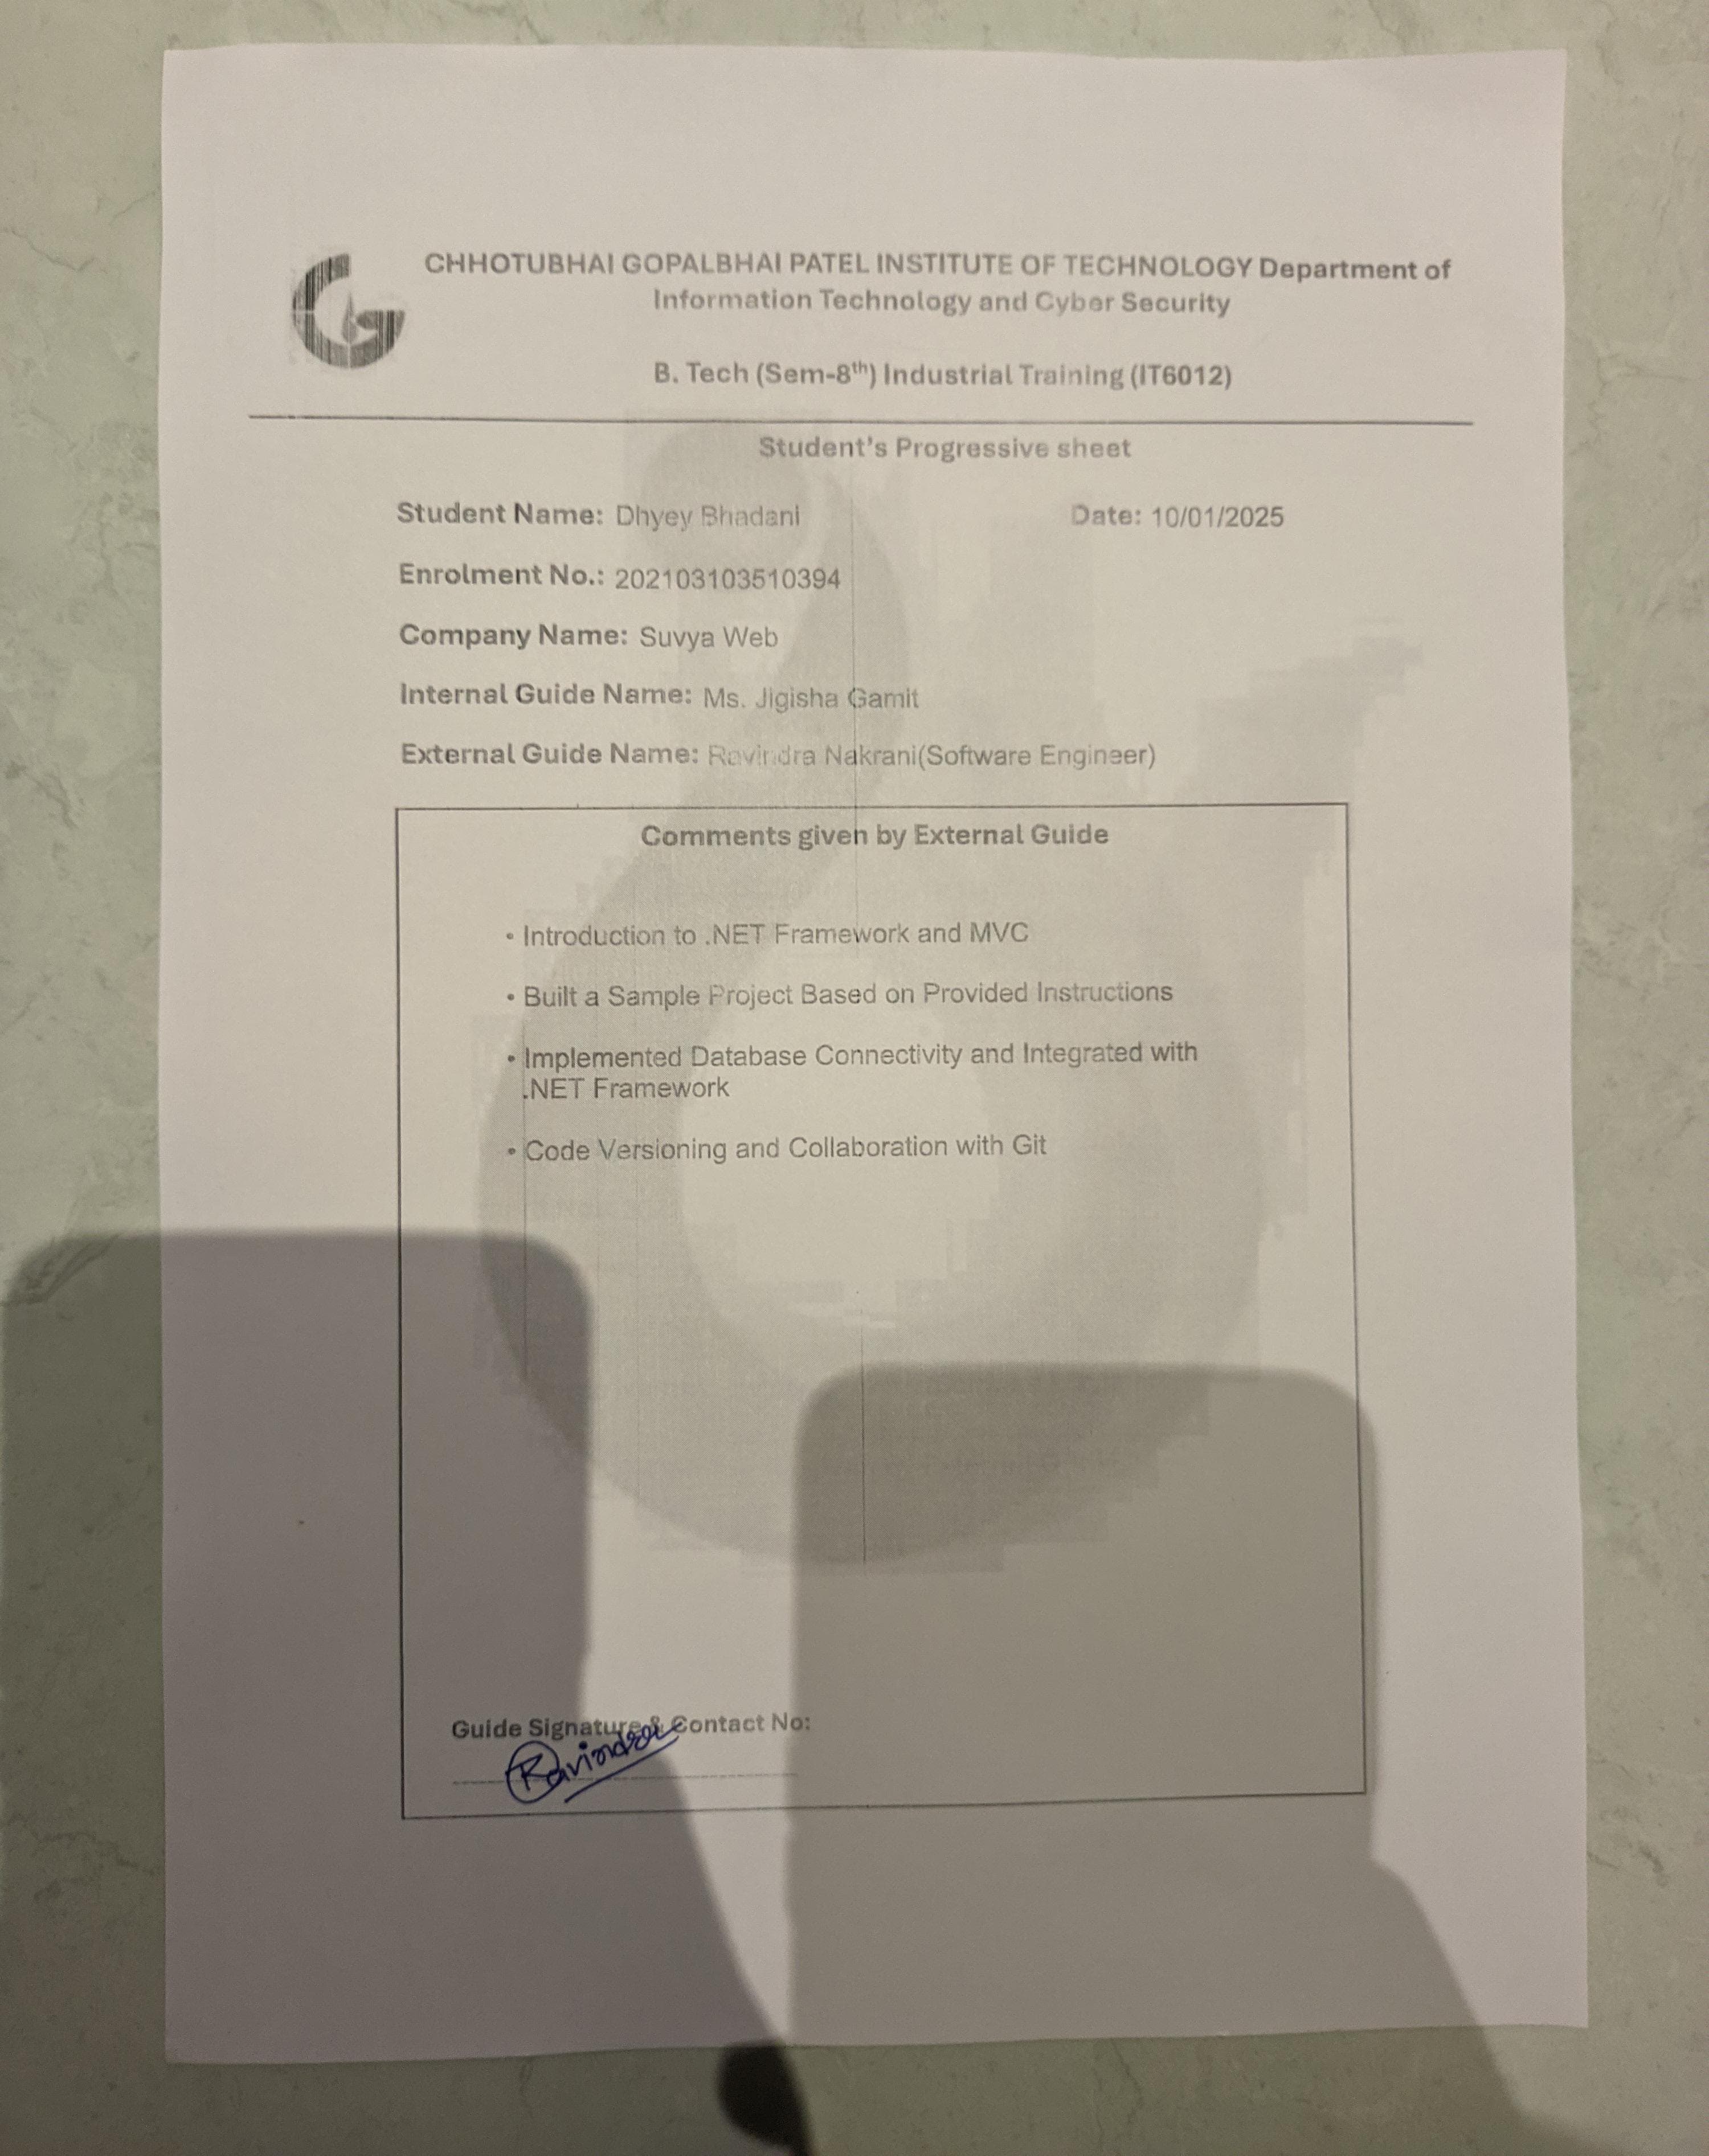 CHHOTUBHAI GOPALBHAI PATEL INSTITUTE OF TECHNOLOGY Department of
Information Technology and Cyber Security
B. Tech (Sem-8th) Industrial Training (IT6012)
Student's Progressive sheet
Student Name: Dhyey Bhadani Date: 10/01/2025
Enrolment No.: 202103103510394
Company Name: Suvya Web
Internal Guide Name: Ms. Jigisha Gamit
External Guide Name: Ravindra Nakrani(Software Engineer)
Comments given by External Guide
• Introduction to .NET Framework and MVC
• Built a Sample Project Based on Provided Instructions
• Implemented Database Connectivity and Integrated with
.NET Framework
• Code Versioning and Collaboration with Git
Guide Signature & Contact No:
Ravindra